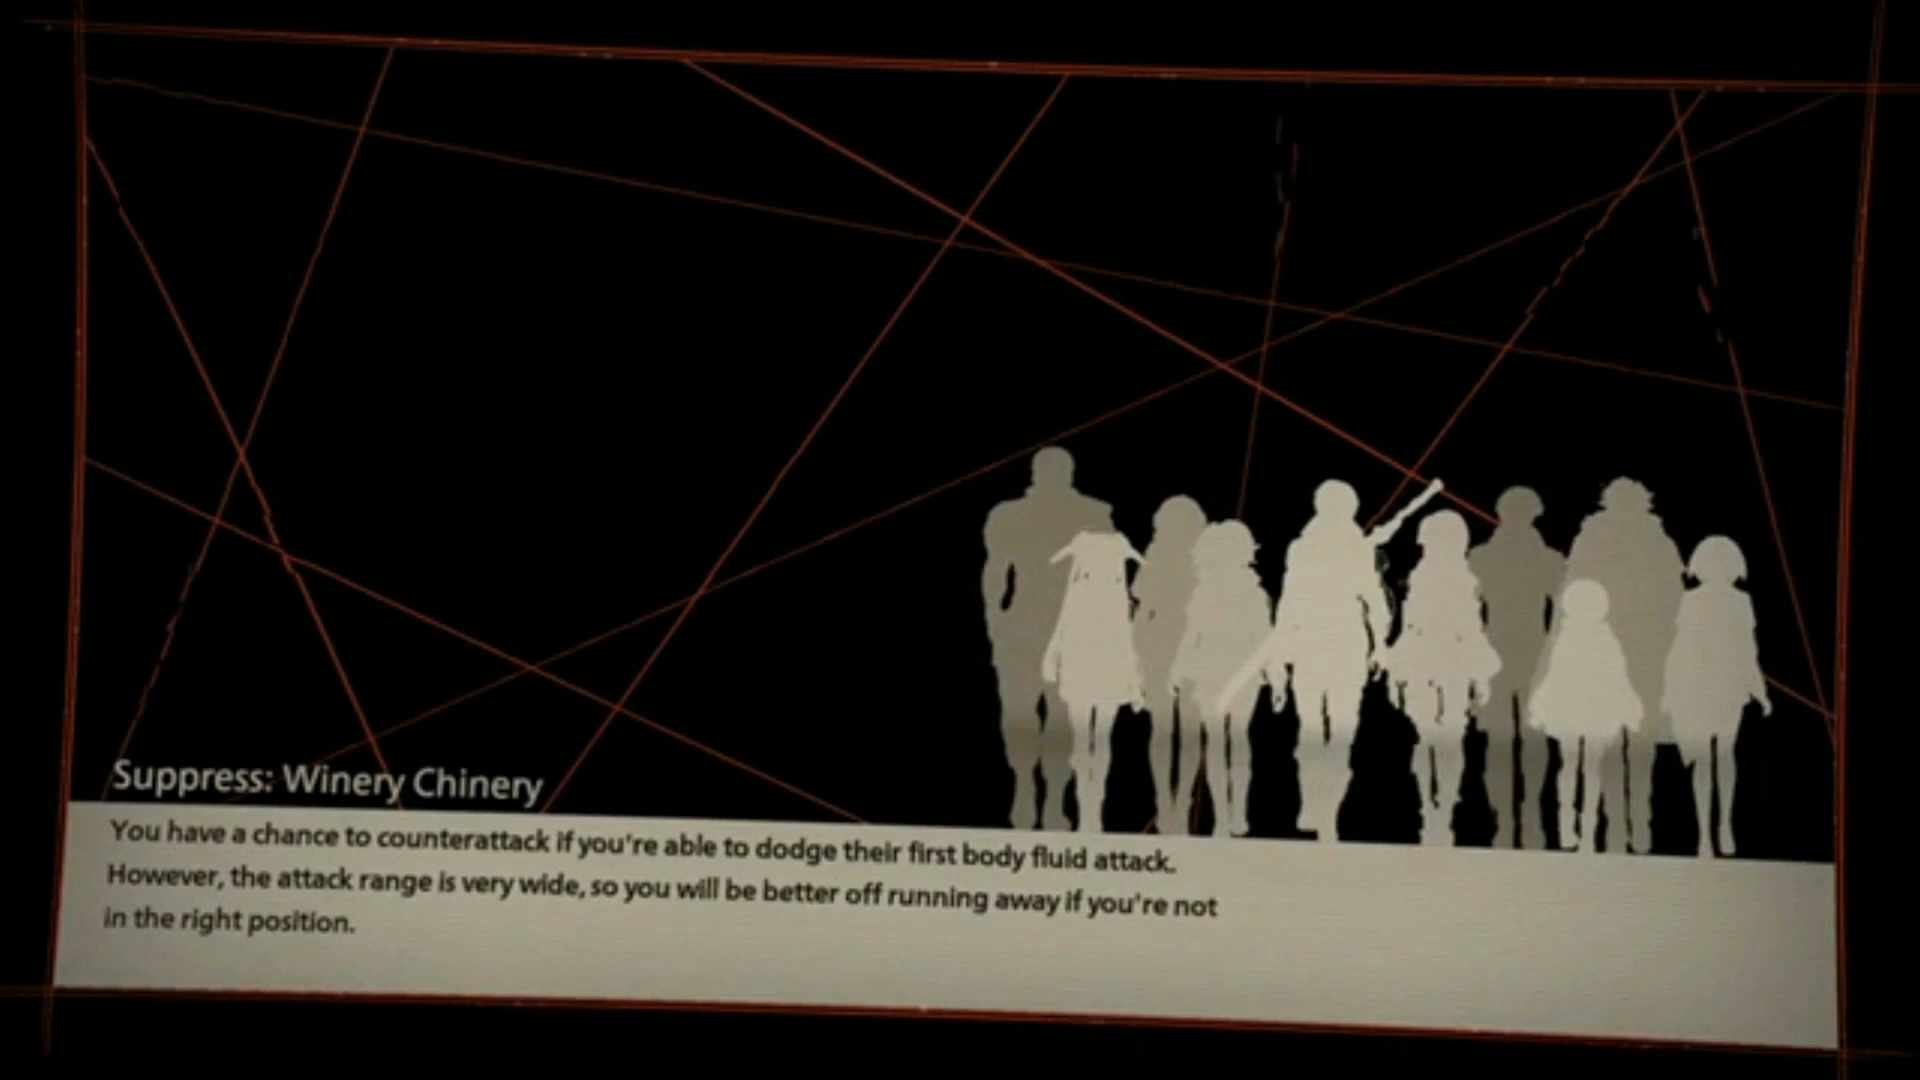 Suppress: Winery Chinery
You have a chance to counterattack if you're able to dodge their first body fluid attack.
However, the attack range is very wide, so you will be better off running away if you're not
in the right position.